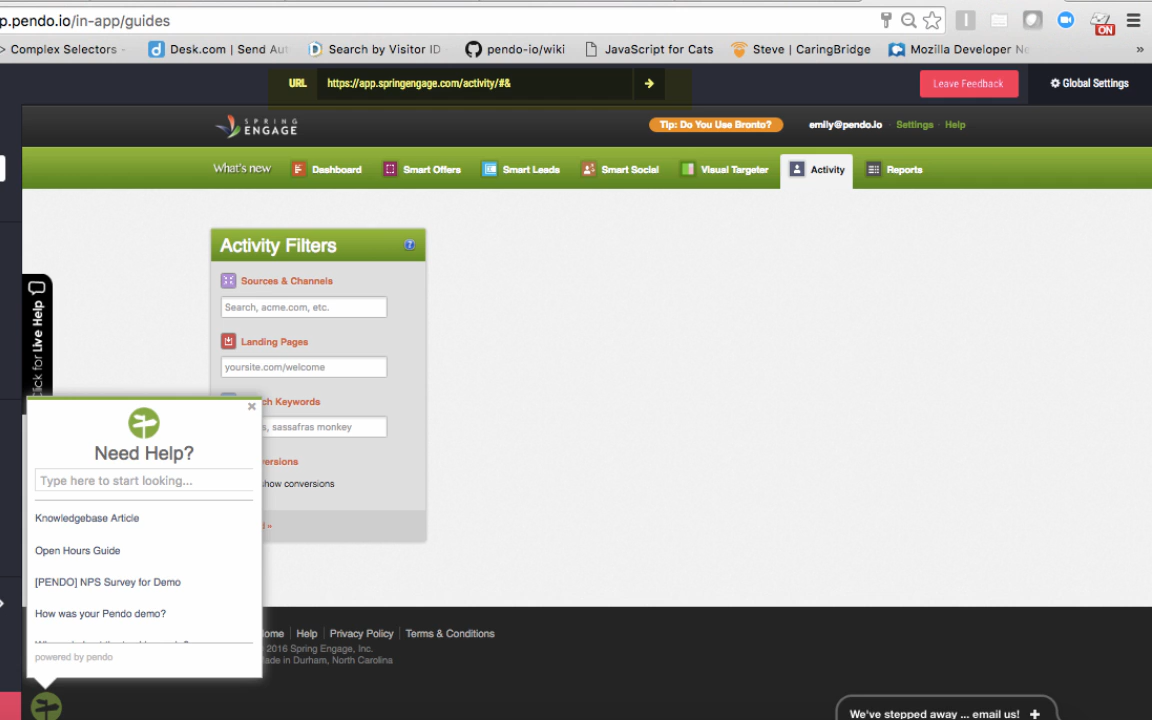 p.pendo.io/in-app/guides
ON
> Complex Selectors
Desk.com | Send Aut
Search by Visitor ID
pendo-io/wiki
JavaScript for Cats
Steve | CaringBridge
Mozilla Developer Ne
»
URL
https://app.springengage.com/activity/#&
Leave Feedback
Global Settings
SPRING
ENGAGE
Tip: Do You Use Bronto?
emily@pendo.io
Settings
Help
What's new
Dashboard
Smart Offers
Smart Leads
Smart Social
Visual Targeter
Activity
Reports
Activity Filters
?
Sources & Channels
Search, acme.com, etc.
Landing Pages
yoursite.com/welcome
ch Keywords
s, sassafras monkey
versions
how conversions
»
Click for Live Help
Need Help?
Type here to start looking...
Knowledgebase Article
Open Hours Guide
[PENDO] NPS Survey for Demo
How was your Pendo demo?
powered by pendo
ome
Help
Privacy Policy
Terms & Conditions
2016 Spring Engage, Inc.
ade in Durham, North Carolina
We've stepped away ... email us! +